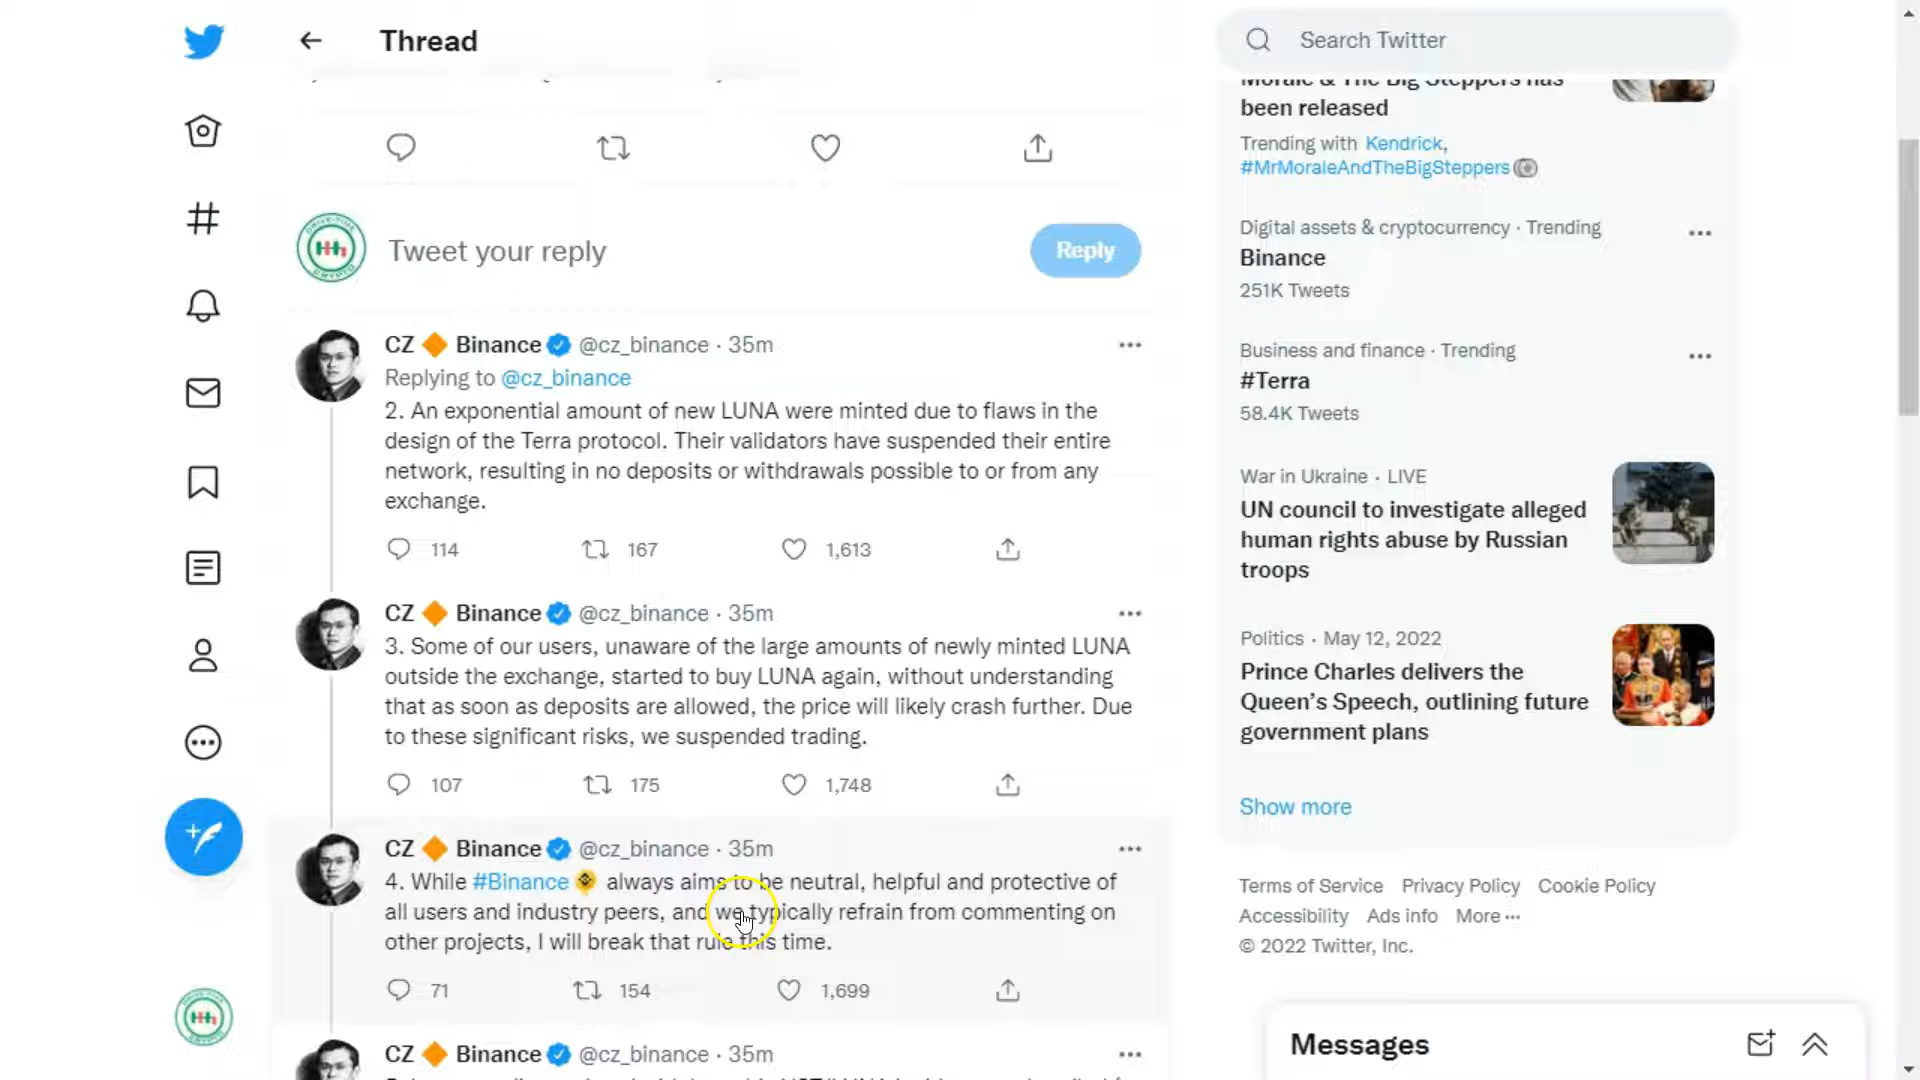 Thread
Tweet your reply
Reply
CZ 🔶 Binance @cz_binance · 35m
Replying to @cz_binance
2. An exponential amount of new LUNA were minted due to flaws in the
design of the Terra protocol. Their validators have suspended their entire
network, resulting in no deposits or withdrawals possible to or from any
exchange.
114 167 1,613
CZ 🔶 Binance @cz_binance · 35m
3. Some of our users, unaware of the large amounts of newly minted LUNA
outside the exchange, started to buy LUNA again, without understanding
that as soon as deposits are allowed, the price will likely crash further. Due
to these significant risks, we suspended trading.
107 175 1,748
CZ 🔶 Binance @cz_binance · 35m
4. While #Binance always aims to be neutral, helpful and protective of
all users and industry peers, and we typically refrain from commenting on
other projects, I will break that rule this time.
71 154 1,699
CZ 🔶 Binance @cz_binance · 35m
Search Twitter
Morale & The Big Steppers has
been released
Trending with Kendrick,
#MrMoraleAndTheBigSteppers
Digital assets & cryptocurrency · Trending
Binance
251K Tweets
Business and finance · Trending
#Terra
58.4K Tweets
War in Ukraine · LIVE
UN council to investigate alleged
human rights abuse by Russian
troops
Politics · May 12, 2022
Prince Charles delivers the
Queen’s Speech, outlining future
government plans
Show more
Terms of Service Privacy Policy Cookie Policy
Accessibility Ads info More ···
© 2022 Twitter, Inc.
Messages